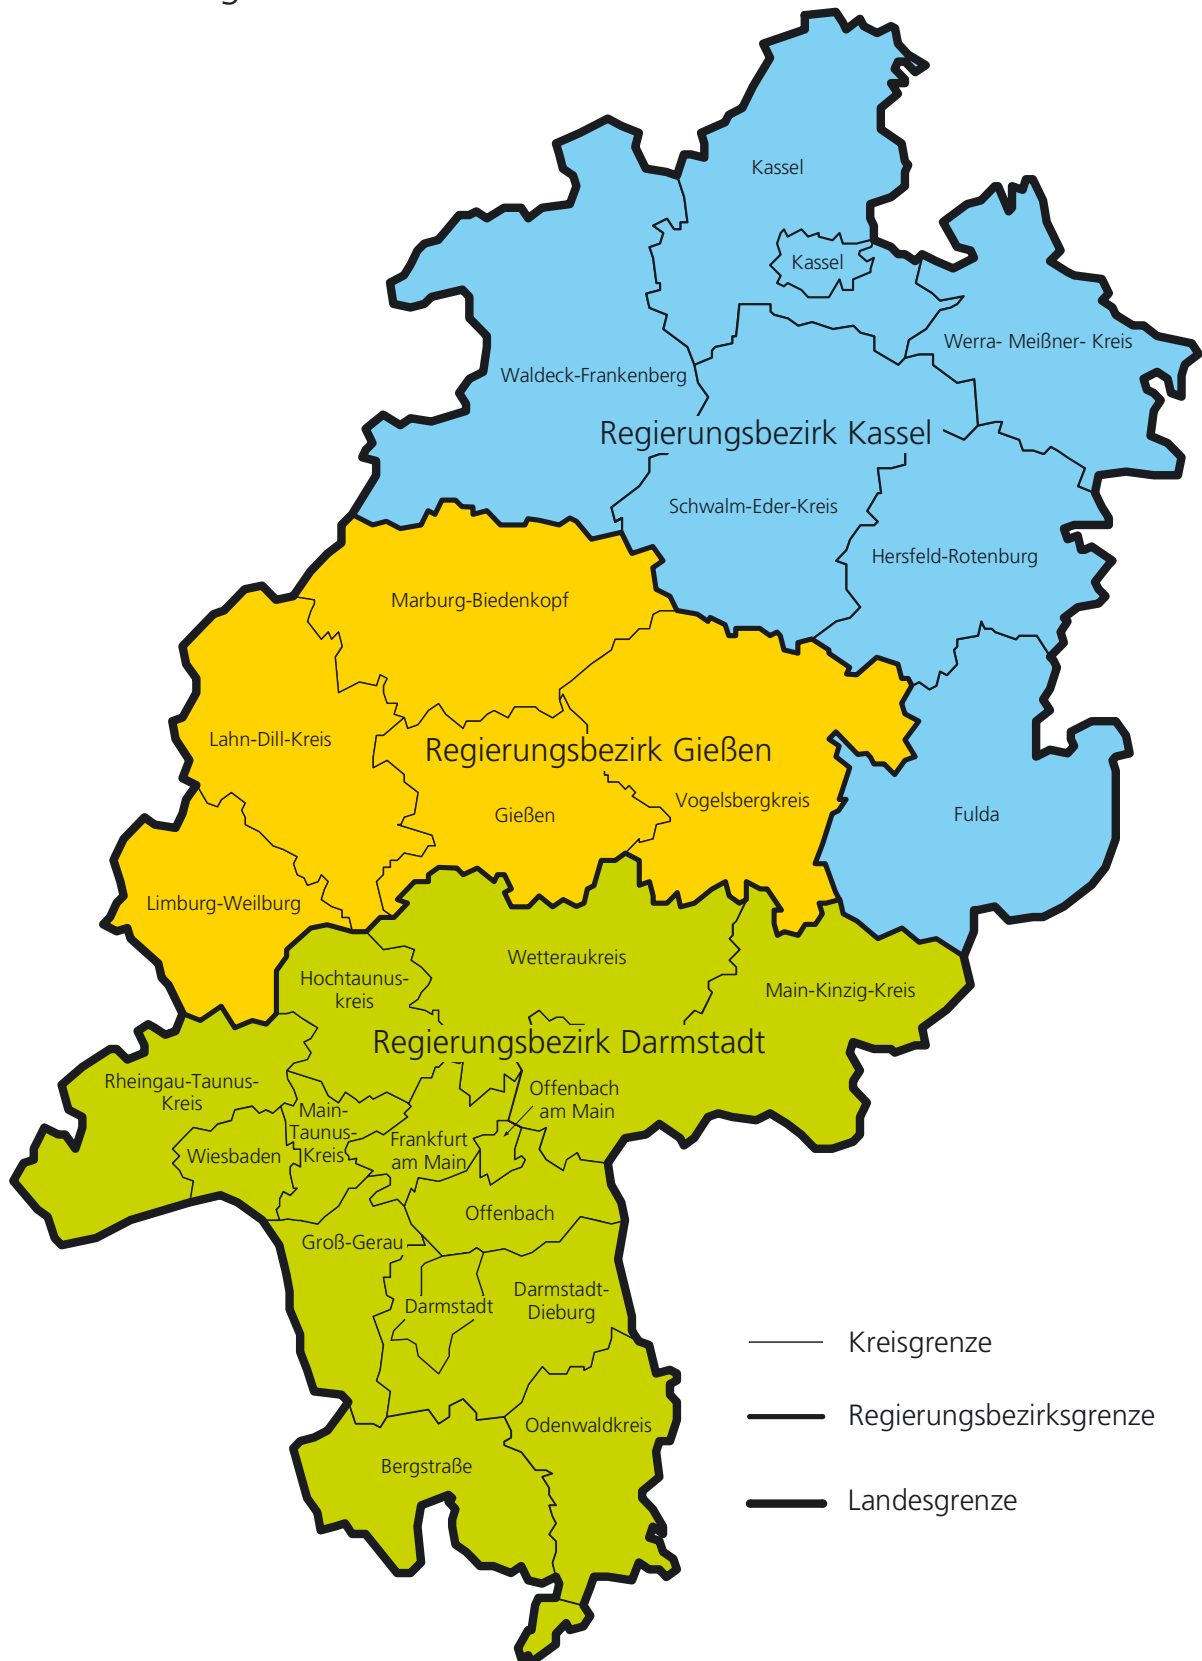 Kassel
Kassel
Werra- Meißner- Kreis
Waldeck-Frankenberg
Regierungsbezirk Kassel
Schwalm-Eder-Kreis
Hersfeld-Rotenburg
Marburg-Biedenkopf
Lahn-Dill-Kreis
Regierungsbezirk Gießen
Vogelsbergkreis
Gießen
Fulda
Limburg-Weilburg
Wetteraukreis
Hochtaunus-
kreis
Main-Kinzig-Kreis
Regierungsbezirk Darmstadt
Rheingau-Taunus-
Kreis
Offenbach
am Main
Main-
Taunus-
Kreis
Frankfurt
am Main
Wiesbaden
Offenbach
Groß-Gerau
Darmstadt-
Dieburg
Darmstadt
Kreisgrenze
Regierungsbezirksgrenze
Odenwaldkreis
Bergstraße
Landesgrenze